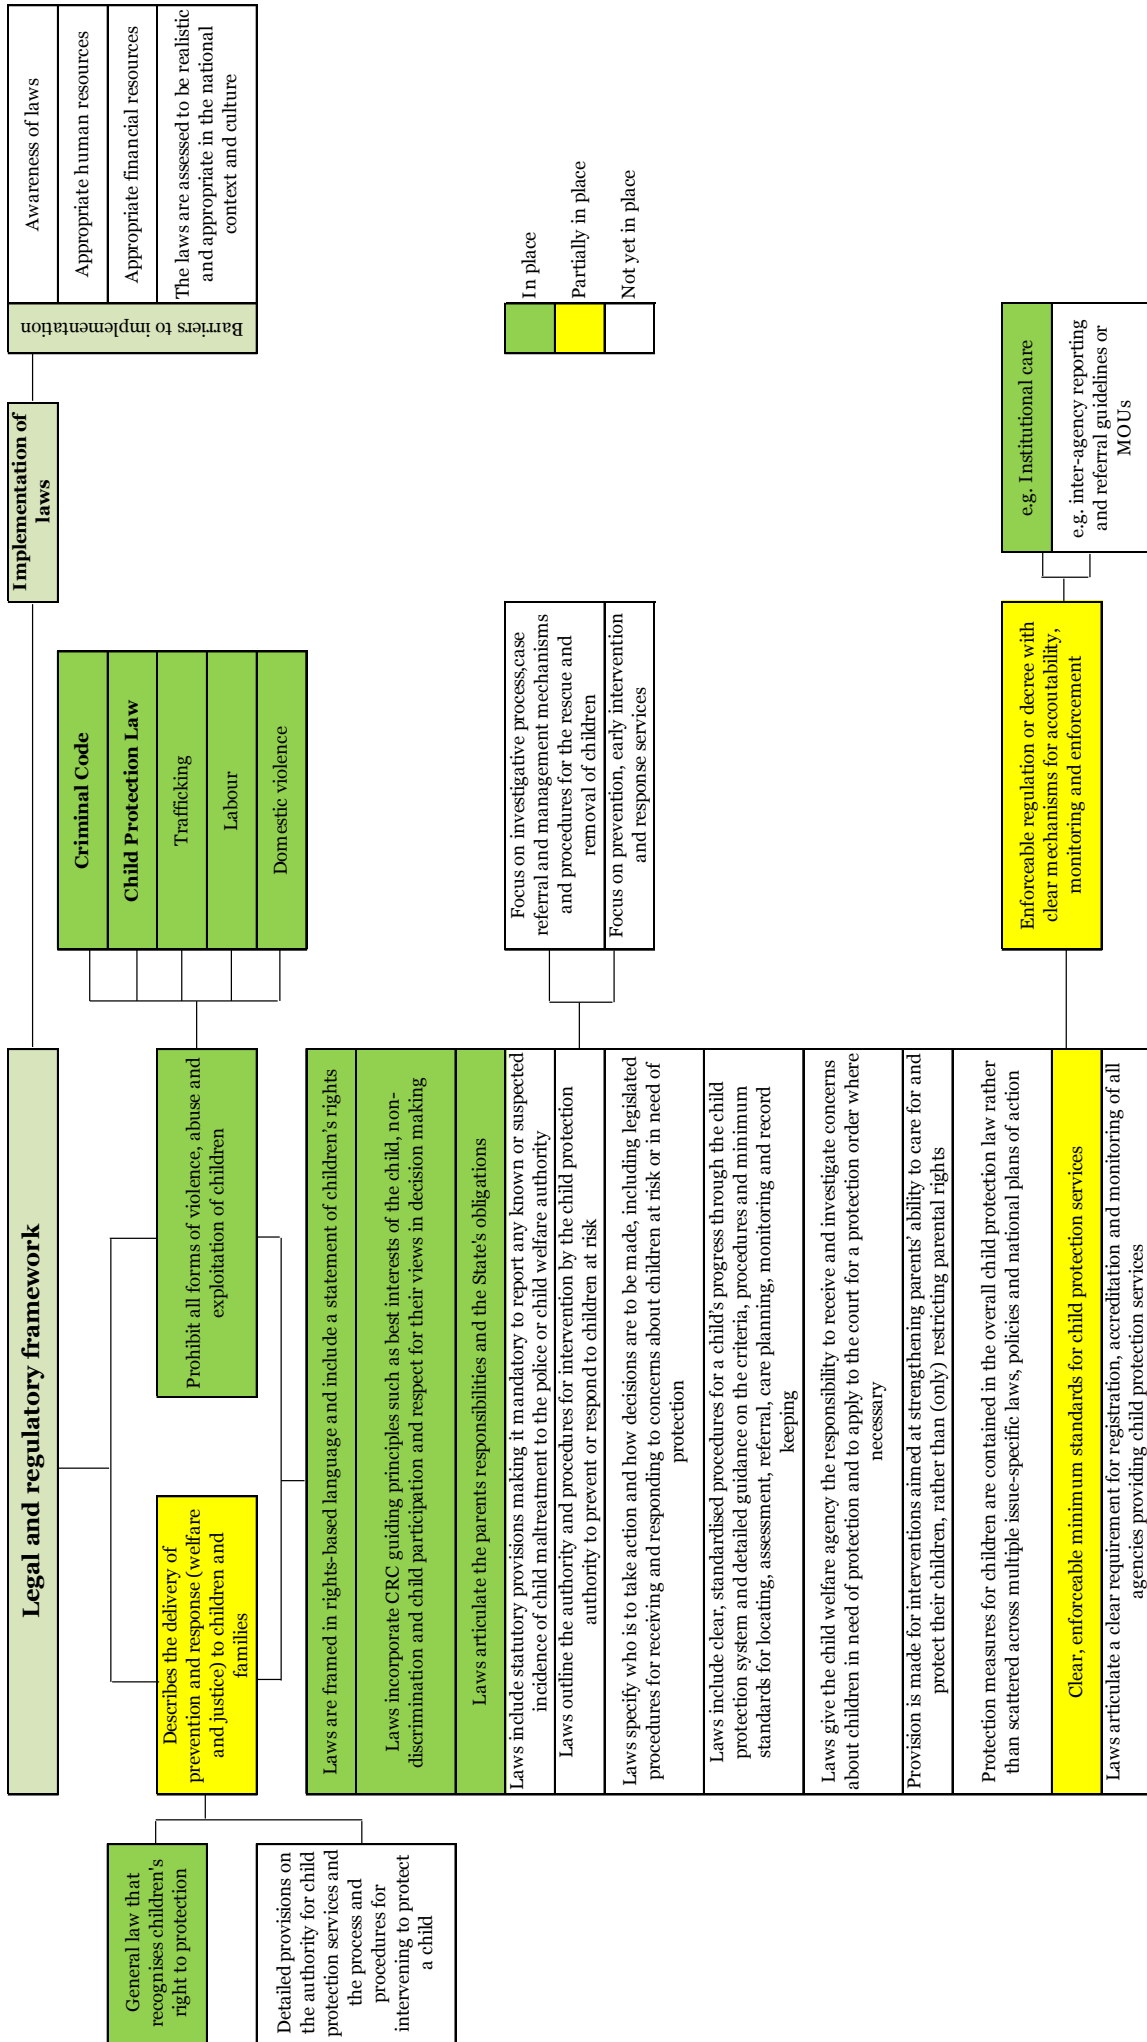 Legal and regulatory framework
Implementation of
laws
Barriers to implementation
Awareness of laws
Appropriate human resources
Appropriate financial resources
The laws are assessed to be realistic
and appropriate in the national
context and culture
General law that
recognises children's
right to protection
Detailed provisions on
the authority for child
protection services and
the process and
procedures for
intervening to protect
a child
Describes the delivery of
prevention and response (welfare
and justice) to children and
families
Prohibit all forms of violence, abuse and
exploitation of children
Criminal Code
Child Protection Law
Trafficking
Labour
Domestic violence
Laws are framed in rights-based language and include a statement of children's rights
Laws incorporate CRC guiding principles such as best interests of the child, non-
discrimination and child participation and respect for their views in decision making
Laws articulate the parents responsibilities and the State's obligations
Laws include statutory provisions making it mandatory to report any known or suspected
incidence of child maltreatment to the police or child welfare authority
Laws outline the authority and procedures for intervention by the child protection
authority to prevent or respond to children at risk
Laws specify who is to take action and how decisions are to be made, including legislated
procedures for receiving and responding to concerns about children at risk or in need of
protection
Laws include clear, standardised procedures for a child's progress through the child
protection system and detailed guidance on the criteria, procedures and minimum
standards for locating, assessment, referral, care planning, monitoring and record
keeping
Laws give the child welfare agency the responsibility to receive and investigate concerns
about children in need of protection and to apply to the court for a protection order where
necessary
Provision is made for interventions aimed at strengthening parents' ability to care for and
protect their children, rather than (only) restricting parental rights
Protection measures for children are contained in the overall child protection law rather
than scattered across multiple issue-specific laws, policies and national plans of action
Clear, enforceable minimum standards for child protection services
Laws articulate a clear requirement for registration, accreditation and monitoring of all
agencies providing child protection services
Focus on investigative process,case
referral and management mechanisms
and procedures for the rescue and
removal of children
Focus on prevention, early intervention
and response services
In place
Partially in place
Not yet in place
Enforceable regulation or decree with
clear mechanisms for accoutability,
monitoring and enforcement
e.g. Institutional care
e.g. inter-agency reporting
and referral guidelines or
MOUs